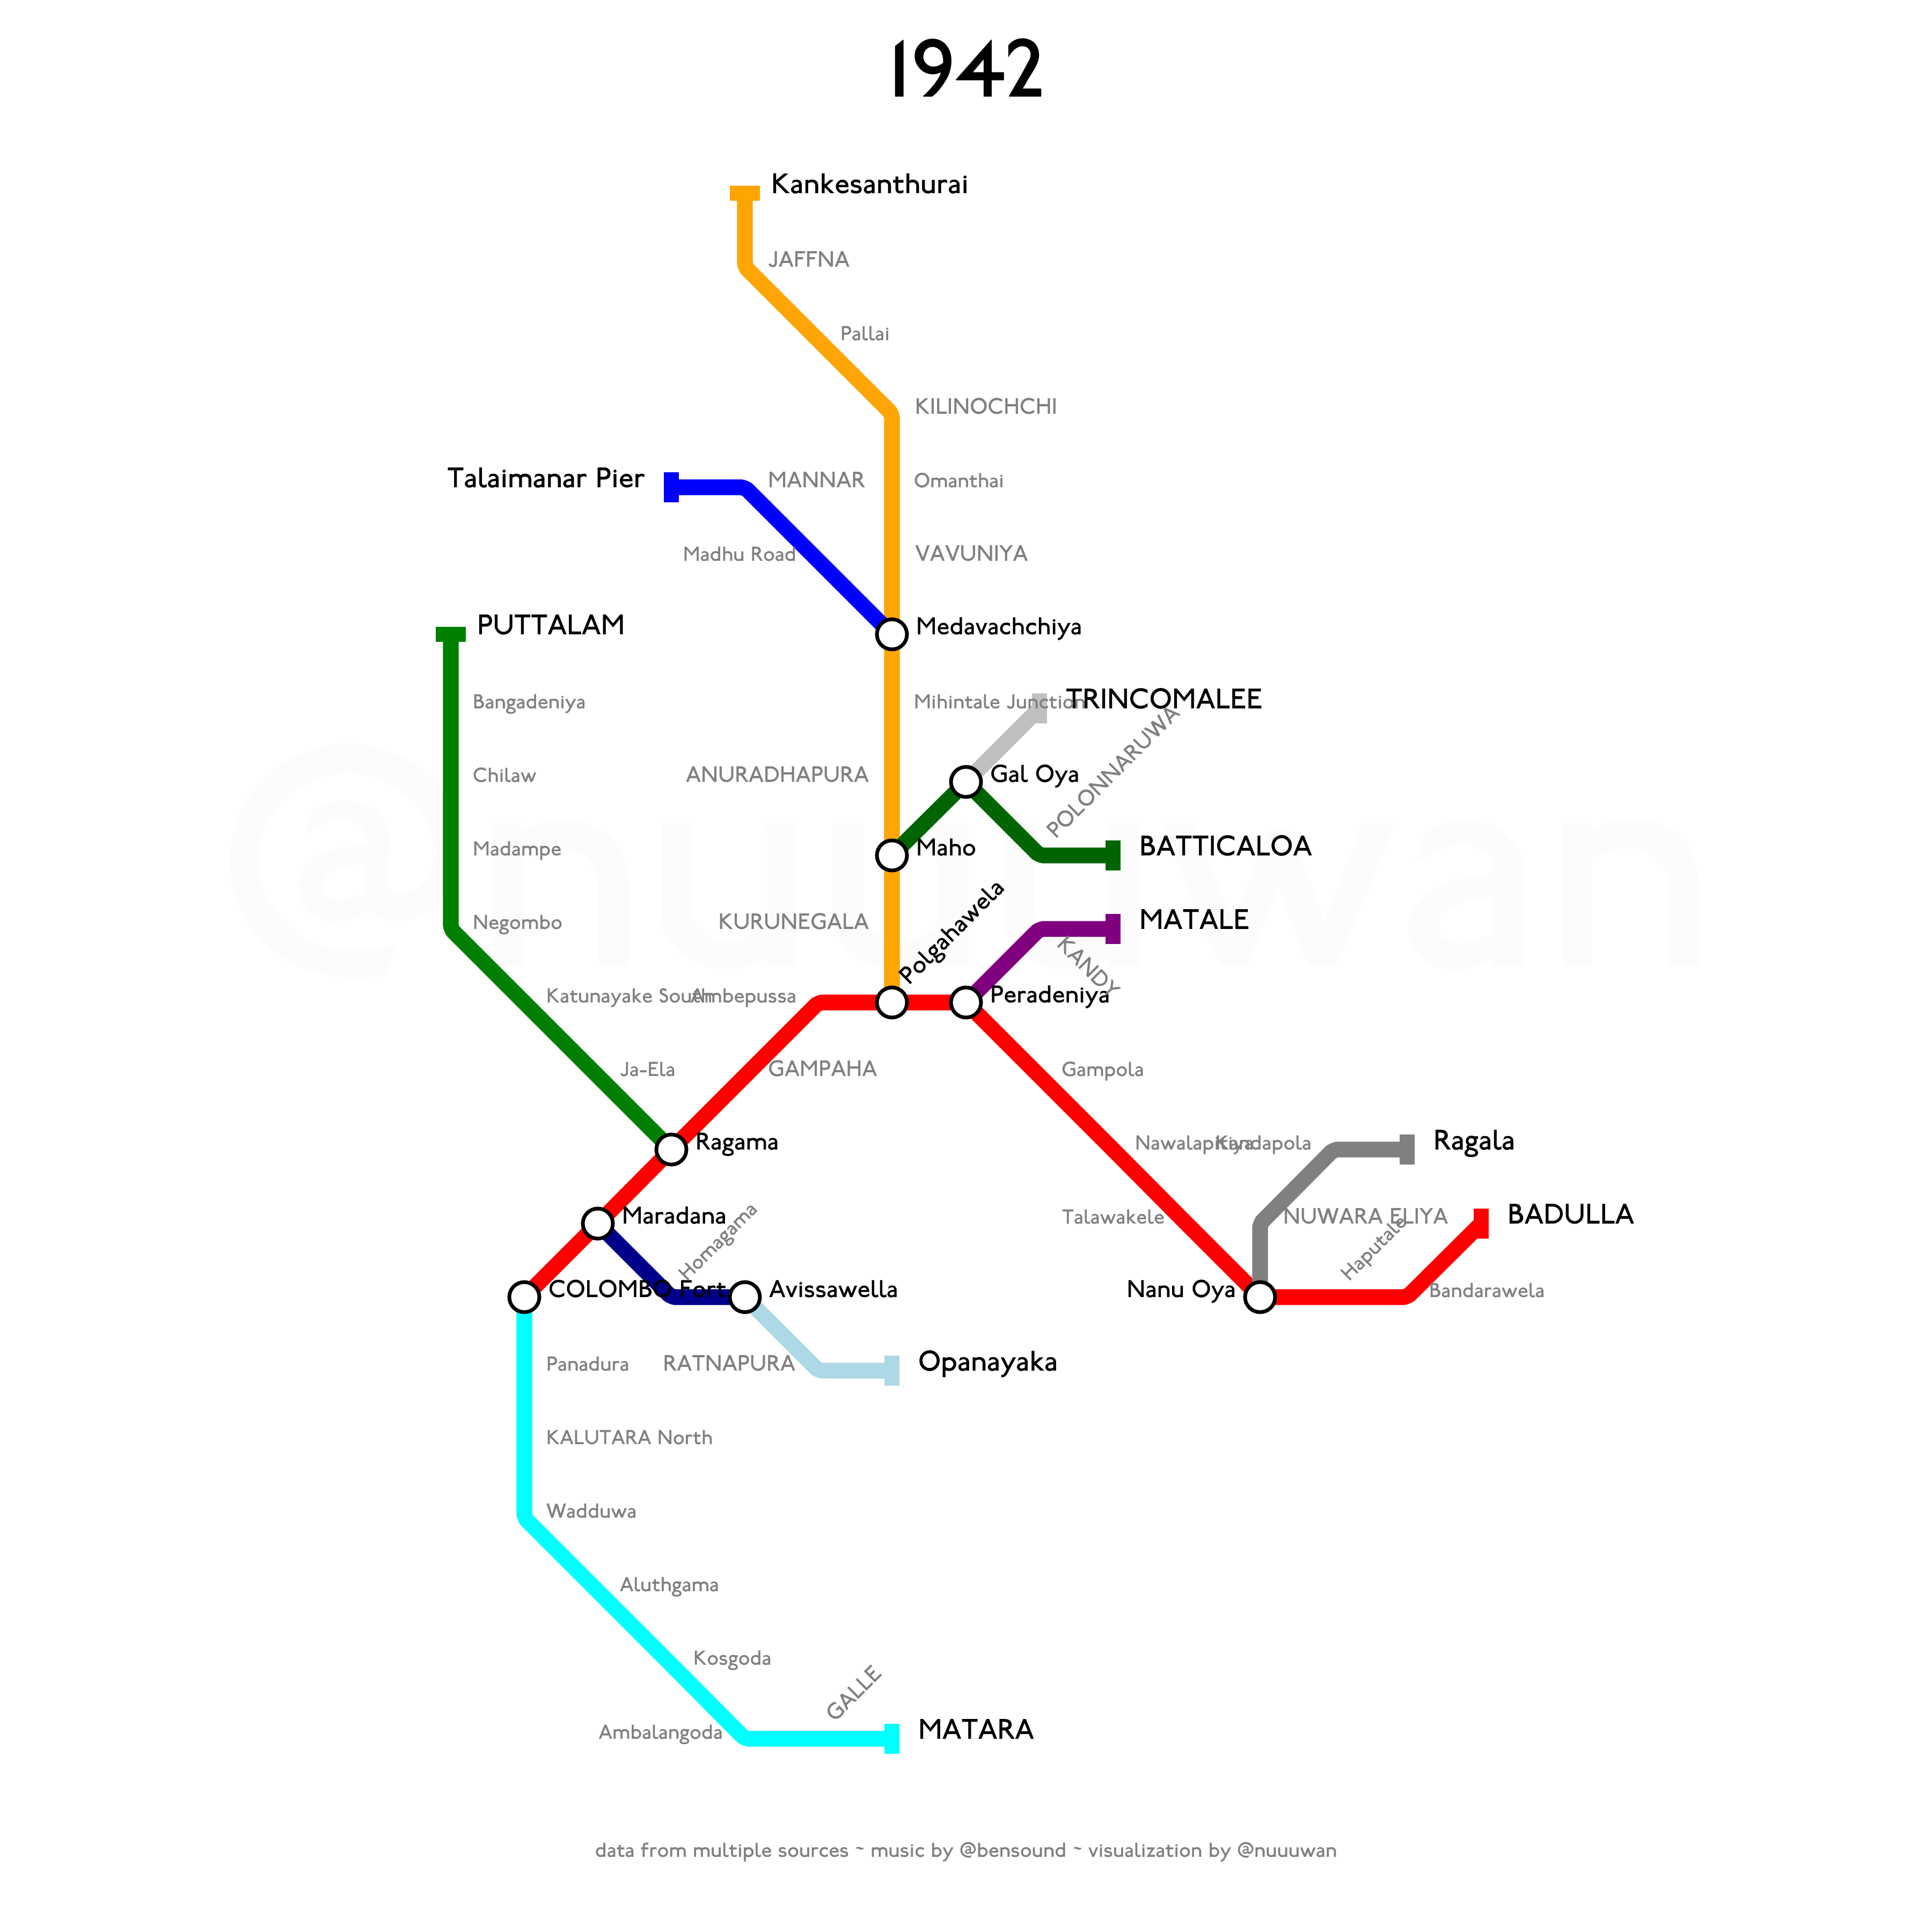 1942
Kankesanthurai
JAFFNA
Pallai
KILINOCHCHI
Talaimanar Pier
MANNAR
Omanthai
Madhu Road
VAVUNIYA
PUTTALAM
Medavachchiya
Bangadeniya
Mihintale Junction
TRINCOMALEE
Chilaw
ANURADHAPURA
Gal Oya
POLONNARUWA
Madampe
Maho
BATTICALOA
Negombo
KURUNEGALA
Polgahawela
MATALE
KANDY
Katunayake South
Ambepussa
Peradeniya
Ja-Ela
GAMPAHA
Gampola
Ragama
Nawalapitiya
Kandapola
Ragala
Maradana
Homagama
Talawakele
NUWARA ELIYA
Haputale
BADULLA
COLOMBO Fort
Avissawella
Nanu Oya
Bandarawela
Panadura
RATNAPURA
Opanayaka
KALUTARA North
Wadduwa
Aluthgama
Kosgoda
GALLE
Ambalangoda
MATARA
@nuuuwan
data from multiple sources ~ music by @bensound ~ visualization by @nuuuwan